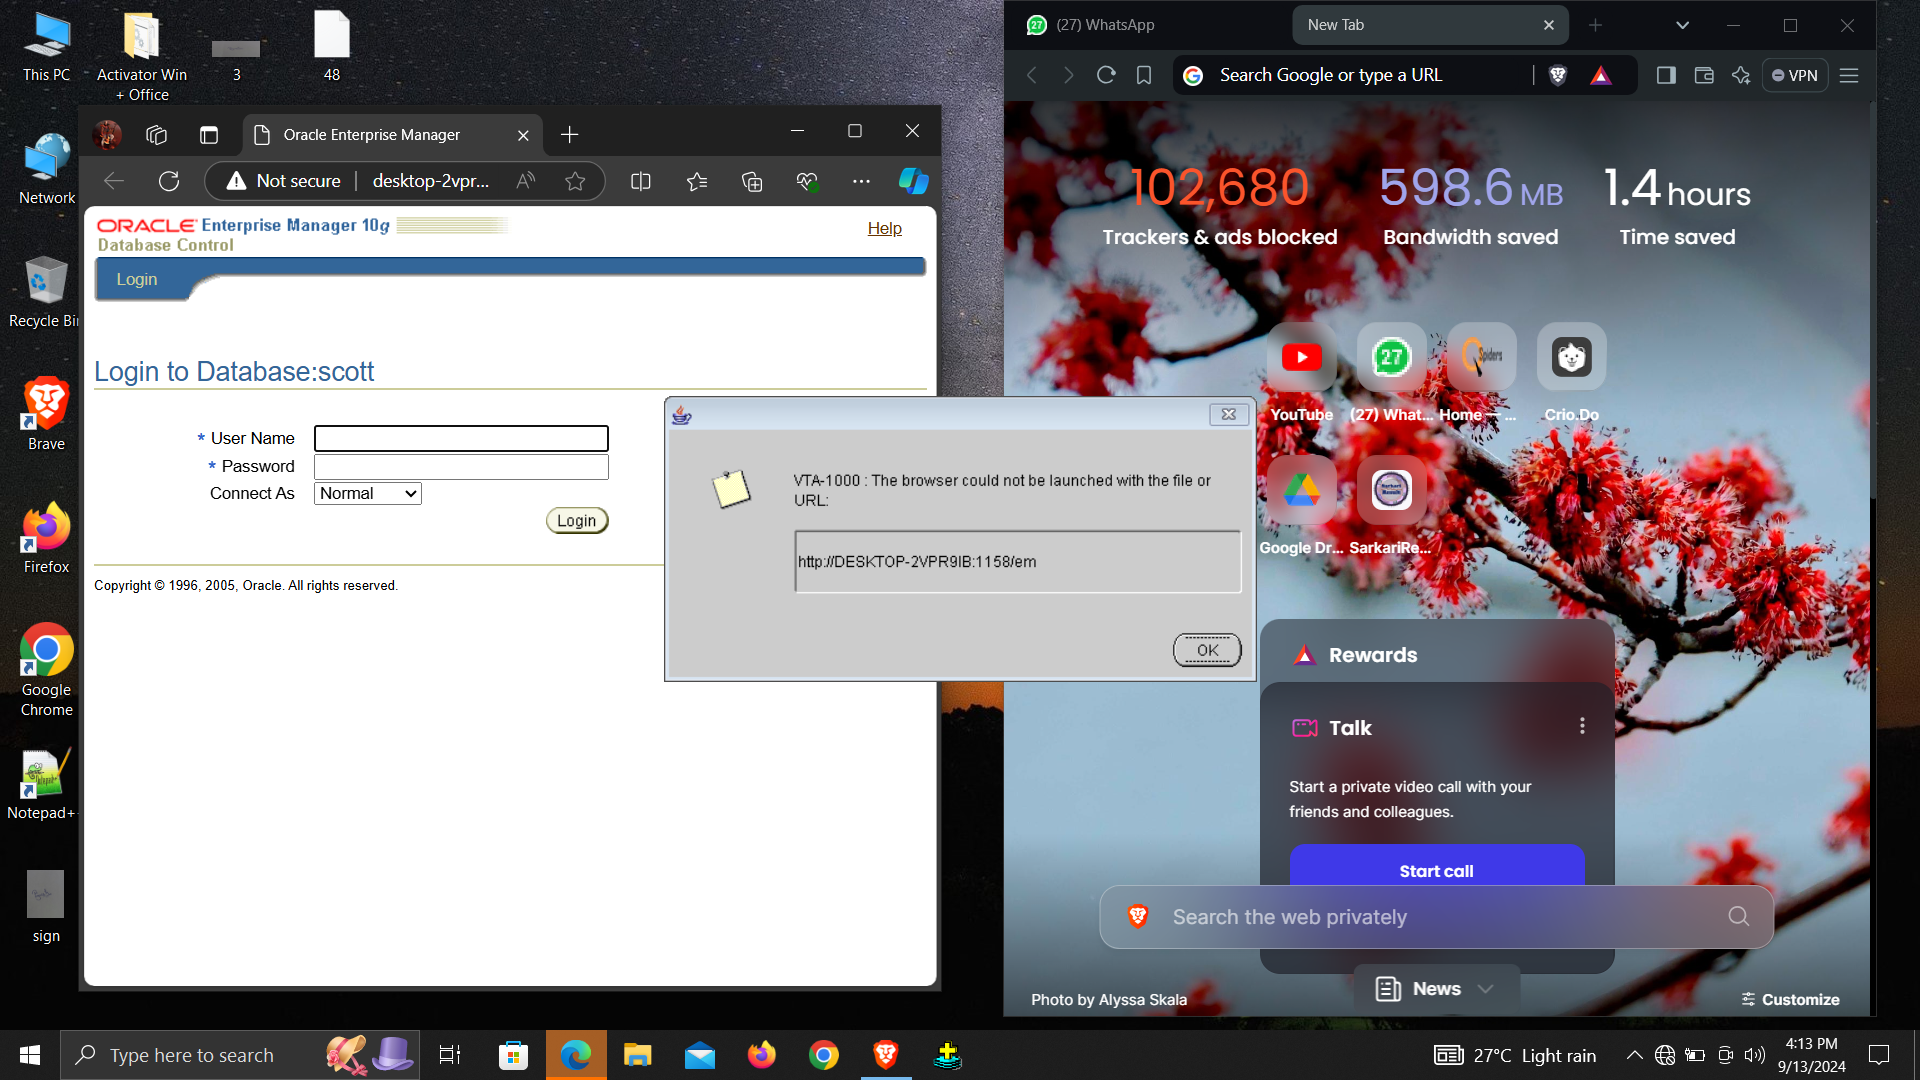 This PC
Activator Win
+ Office
3
48
Network
Recycle Bi
Brave
Firefox
Google
Chrome
Notepad+
sign
Oracle Enterprise Manager
Not secure
desktop-2vpr...
ORACLE Enterprise Manager 10g
Database Control
Help
Login
Login to Database:scott
* User Name
* Password
Connect As
Normal
Login
Copyright © 1996, 2005, Oracle. All rights reserved.
VTA-1000 : The browser could not be launched with the file or
URL:
http://DESKTOP-2VPR9IB:1158/em
OK
27
(27) WhatsApp
New Tab
Search Google or type a URL
VPN
102,680
598.6 MB
1.4 hours
Trackers & ads blocked
Bandwidth saved
Time saved
27
Spiders
YouTube
(27) What...
Home — ...
Crio.Do
Google Dr...
SarkariRe...
Rewards
Talk
Start a private video call with your
friends and colleagues.
Start call
Search the web privately
News
Photo by Alyssa Skala
Customize
Type here to search
27°C Light rain
4:13 PM
9/13/2024